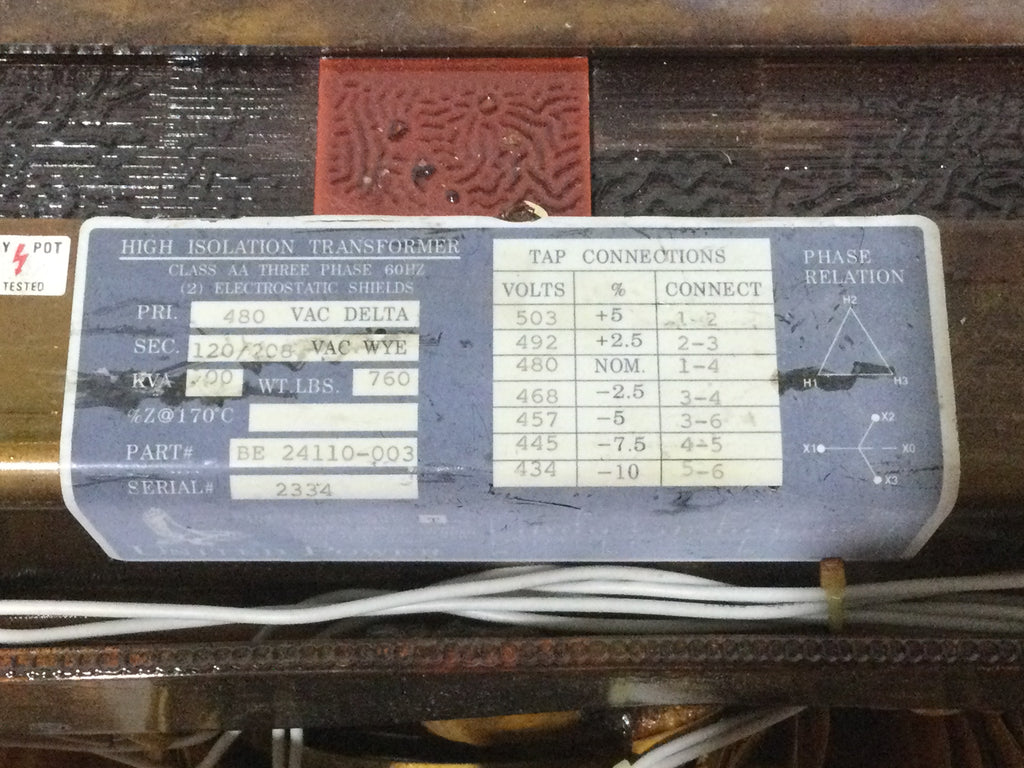 Y POT
TESTED
HIGH ISOLATION TRANSFORMER
CLASS AA THREE PHASE 60HZ
(2) ELECTROSTATIC SHIELDS
PRI. 480 VAC DELTA
SEC. 120/208 VAC WYE
KVA WT.LBS. 760
%Z@170°C
PART# BE 24110-003
SERIAL# 2334
UNITED POWER
TAP CONNECTIONS
VOLTS % CONNECT
503 +5 1-2
492 +2.5 2-3
480 NOM. 1-4
468 -2.5 3-4
457 -5 3-6
445 -7.5 4-5
434 -10 5-6
PHASE
RELATION
H2
H1 H3
X2
X1 X0
X3